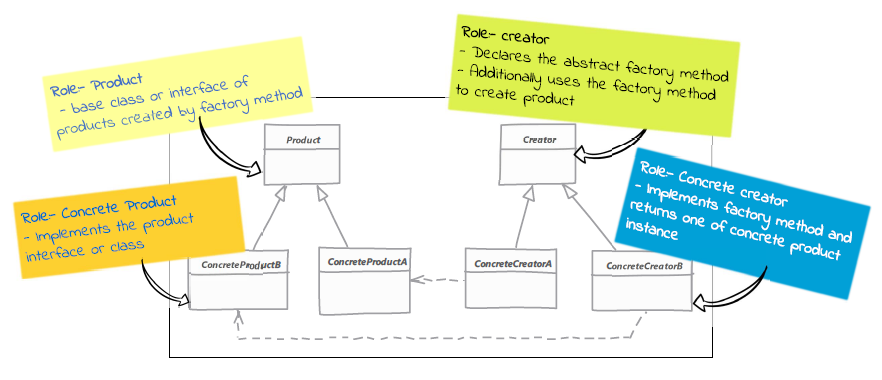 Role:- Product
- base class or interface of
products created by factory method
Role:- creator
- Declares the abstract factory method
- Additionally uses the factory method
to create product
Product
Creator
Role:- Concrete Product
- Implements the product
interface or class
Role:- Concrete creator
- Implements factory method and
returns one of concrete product
instance
ConcreteProductB
ConcreteProductA
ConcreteCreatorA
ConcreteCreatorB